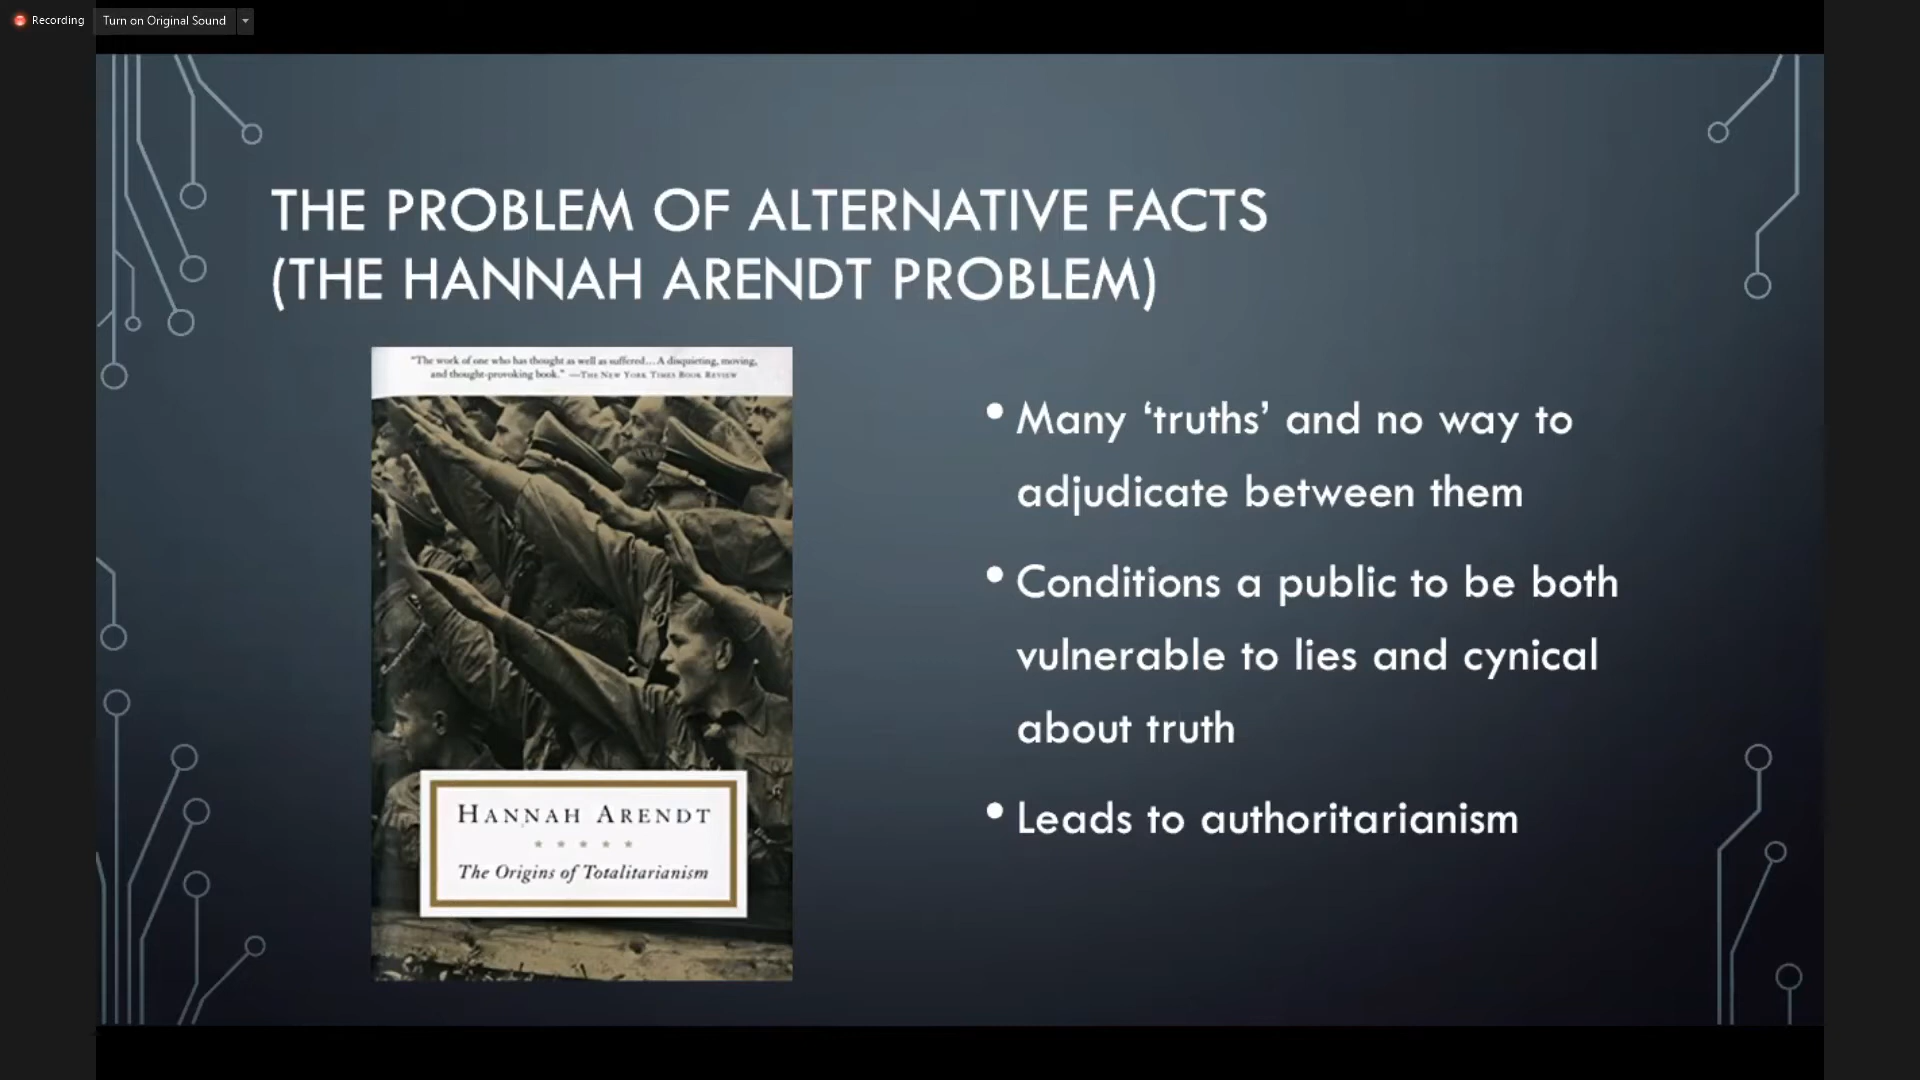 Recording
Turn on Original Sound
THE PROBLEM OF ALTERNATIVE FACTS
(THE HANNAH ARENDT PROBLEM)
"The work of one who has thought as well as suffered…A disquieting, moving,
and thought-provoking book." —The New York Times Book Review
Hannah Arendt
The Origins of Totalitarianism
• Many ‘truths’ and no way to
adjudicate between them
• Conditions a public to be both
vulnerable to lies and cynical
about truth
• Leads to authoritarianism